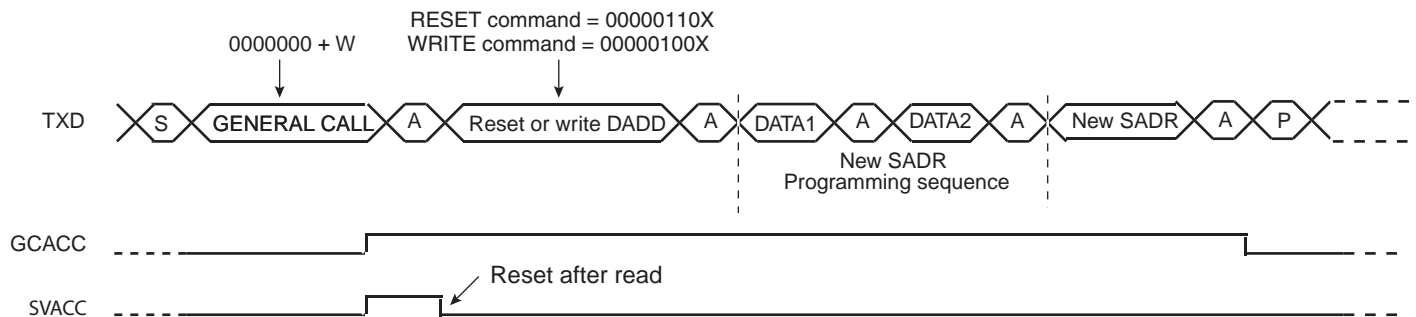 RESET command = 00000110X
0000000 + W
WRITE command = 00000100X
TXD
S
GENERAL CALL
A
Reset or write DADD
A
DATA1
A
DATA2
A
New SADR
A
P
New SADR
Programming sequence
GCACC
Reset after read
SVACC